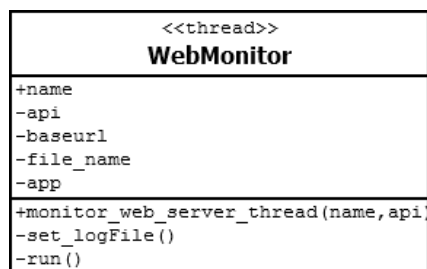 <<thread>>
WebMonitor
+name
-api
-baseurl
-file_name
-app
+monitor_web_server_thread(name,api)
-set_logFile()
-run()